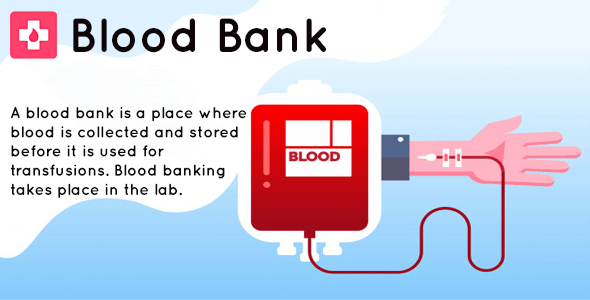 Blood Bank
A blood bank is a place where
blood is collected and stored
before it is used for
transfusions. Blood banking
takes place in the lab.
BLOOD